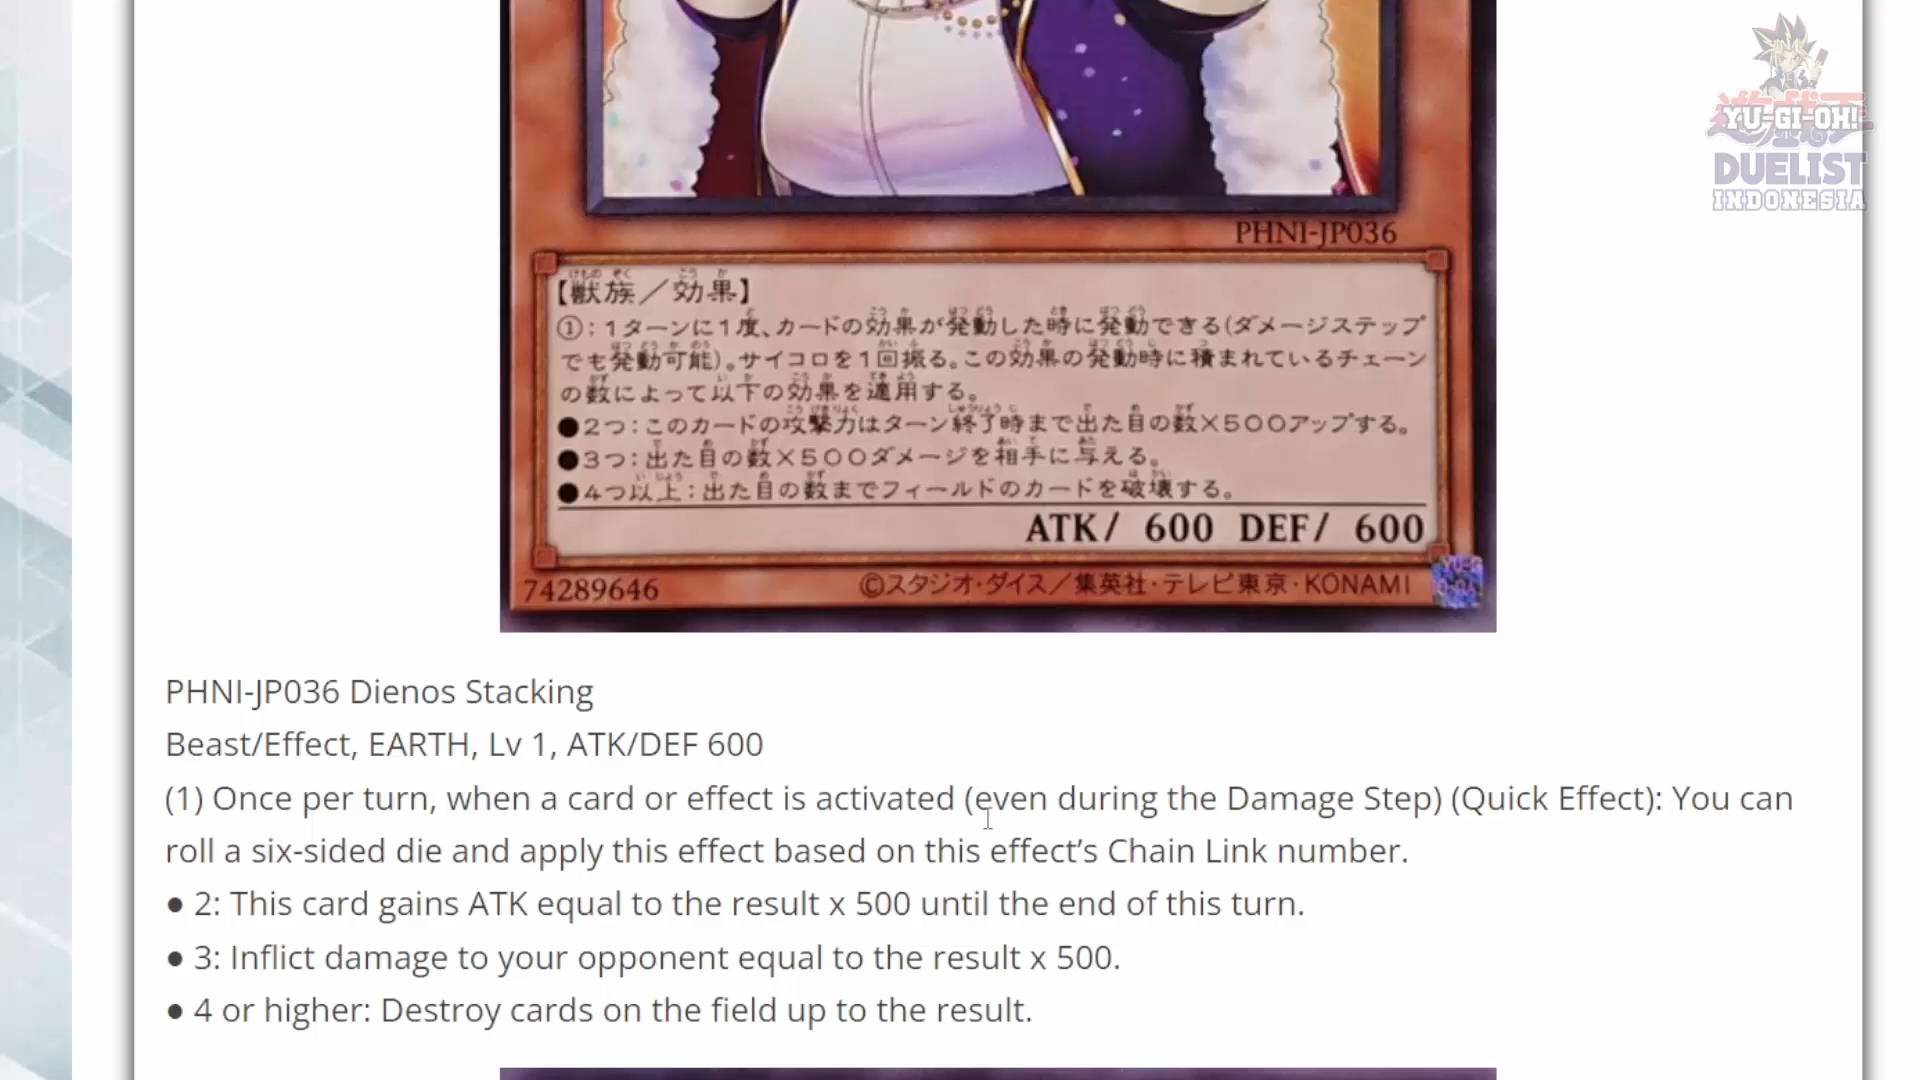 YU-GI-OH!
DUELIST
INDONESIA
PHNI-JP036
【獣族／効果】
①：１ターンに１度、カードの効果が発動した時に発動できる（ダメージステップ
でも発動可能）。サイコロを１回振る。この効果の発動時に積まれているチェーン
の数によって以下の効果を適用する。
●２つ：このカードの攻撃力はターン終了時まで出た目の数×５００アップする。
●３つ：出た目の数×５００ダメージを相手に与える。
●４つ以上：出た目の数までフィールドのカードを破壊する。
ATK/ 600 DEF/ 600
74289646 ©スタジオ・ダイス／集英社・テレビ東京・KONAMI
PHNI-JP036 Dienos Stacking
Beast/Effect, EARTH, Lv 1, ATK/DEF 600
(1) Once per turn, when a card or effect is activated (even during the Damage Step) (Quick Effect): You can
roll a six-sided die and apply this effect based on this effect’s Chain Link number.
● 2: This card gains ATK equal to the result x 500 until the end of this turn.
● 3: Inflict damage to your opponent equal to the result x 500.
● 4 or higher: Destroy cards on the field up to the result.